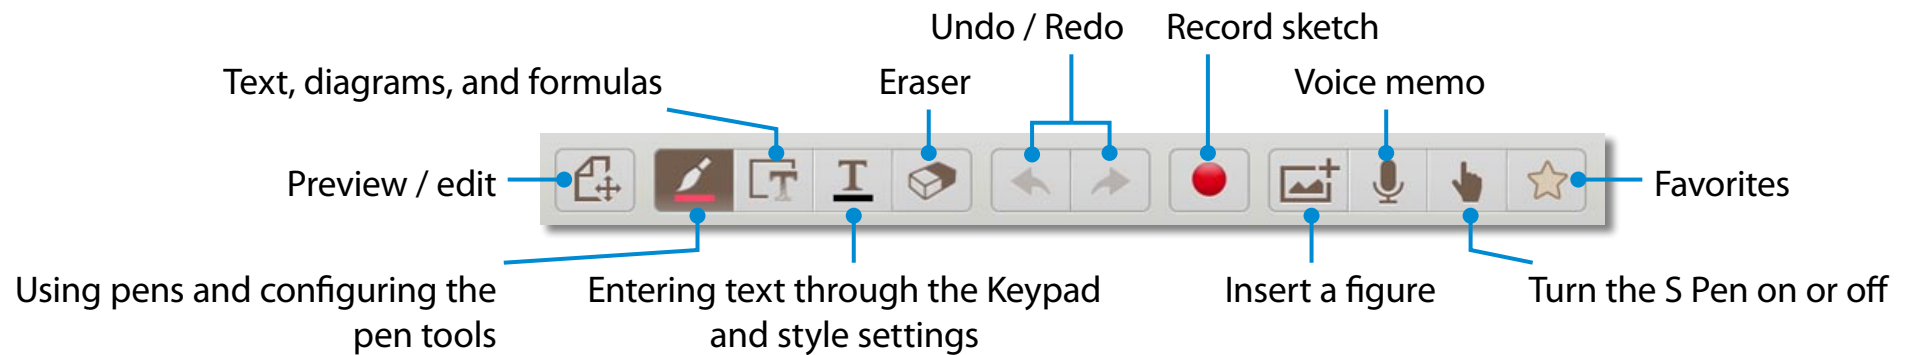 Undo / Redo
Record sketch
Text, diagrams, and formulas
Eraser
Voice memo
Preview / edit
Favorites
Using pens and configuring the
pen tools
Entering text through the Keypad
and style settings
Insert a figure
Turn the S Pen on or off